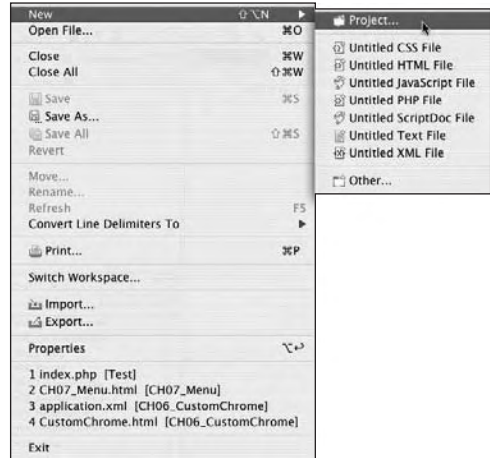 New ⇧⌥N ▶
Open File... ⌘O
Close ⌘W
Close All ⇧⌘W
Save ⌘S
Save As...
Save All ⇧⌘S
Revert
Move...
Rename...
Refresh F5
Convert Line Delimiters To ▶
Print... ⌘P
Switch Workspace...
Import...
Export...
Properties ⌥↩
1 index.php [Test]
2 CH07_Menu.html [CH07_Menu]
3 application.xml [CH06_CustomChrome]
4 CustomChrome.html [CH06_CustomChrome]
Exit
Project...
Untitled CSS File
Untitled HTML File
Untitled JavaScript File
Untitled PHP File
Untitled ScriptDoc File
Untitled Text File
Untitled XML File
Other...